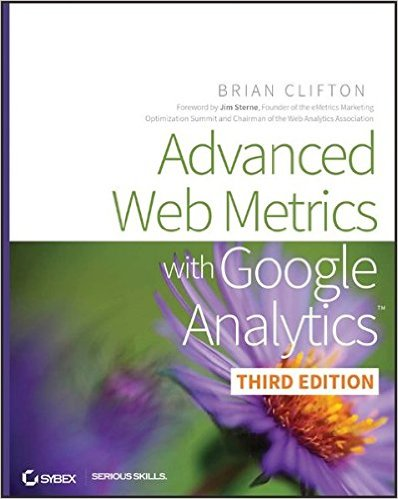 BRIAN CLIFTON
Foreword by Jim Sterne, Founder of the eMetrics Marketing
Optimization Summit and Chairman of the Web Analytics Association
Advanced
Web Metrics
with Google
Analytics™
THIRD EDITION
SYBEX
SERIOUS SKILLS.